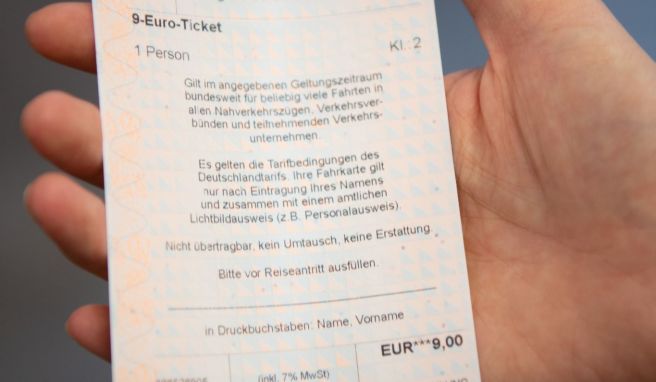 9-Euro-Ticket
1 Person Kl.: 2
Gilt im angegebenen Geltungszeitraum
bundesweit für beliebig viele Fahrten in
allen Nahverkehrszügen, Verkehrsver-
bünden und teilnehmenden Verkehrs-
unternehmen.
Es gelten die Tarifbedingungen des
Deutschlandtarifs. Ihre Fahrkarte gilt
nur nach Eintragung Ihres Namens
und zusammen mit einem amtlichen
Lichtbildausweis (z.B. Personalausweis).
Nicht übertragbar, kein Umtausch, keine Erstattung.
Bitte vor Reiseantritt ausfüllen.
in Druckbuchstaben: Name, Vorname
EUR***9,00
(inkl. 7% MwSt)